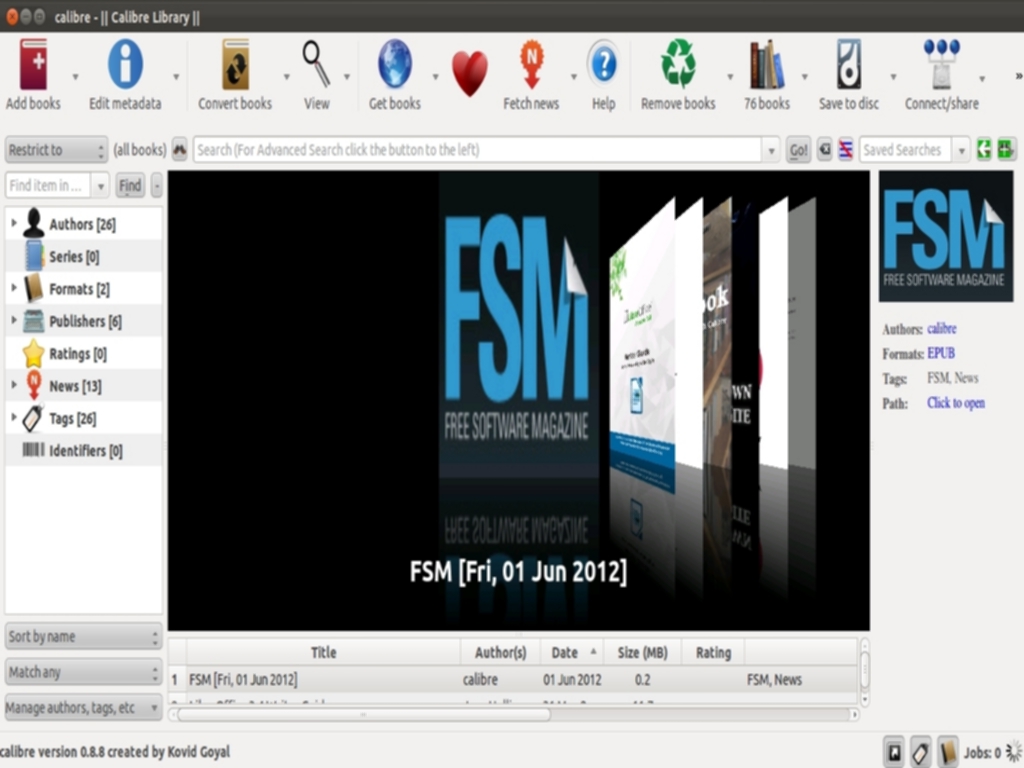 calibre - || Calibre Library ||
Add books Edit metadata Convert books View Get books Fetch news Help Remove books 76 books Save to disc Connect/share »
Restrict to (all books) Search (For Advanced Search click the button to the left) Go! Saved Searches
Find item in ... Find -
Authors [26]
Series [0]
Formats [2]
Publishers [6]
Ratings [0]
News [13]
Tags [26]
Identifiers [0]
Sort by name
Match any
Manage authors, tags, etc
FSM
FREE SOFTWARE MAGAZINE
FSM [Fri, 01 Jun 2012]
FSM
FREE SOFTWARE MAGAZINE
Authors: calibre
Formats: EPUB
Tags: FSM, News
Path: Click to open
Title Author(s) Date Size (MB) Rating
1 FSM [Fri, 01 Jun 2012] calibre 01 Jun 2012 0.2 FSM, News
calibre version 0.8.8 created by Kovid Goyal
Jobs: 0